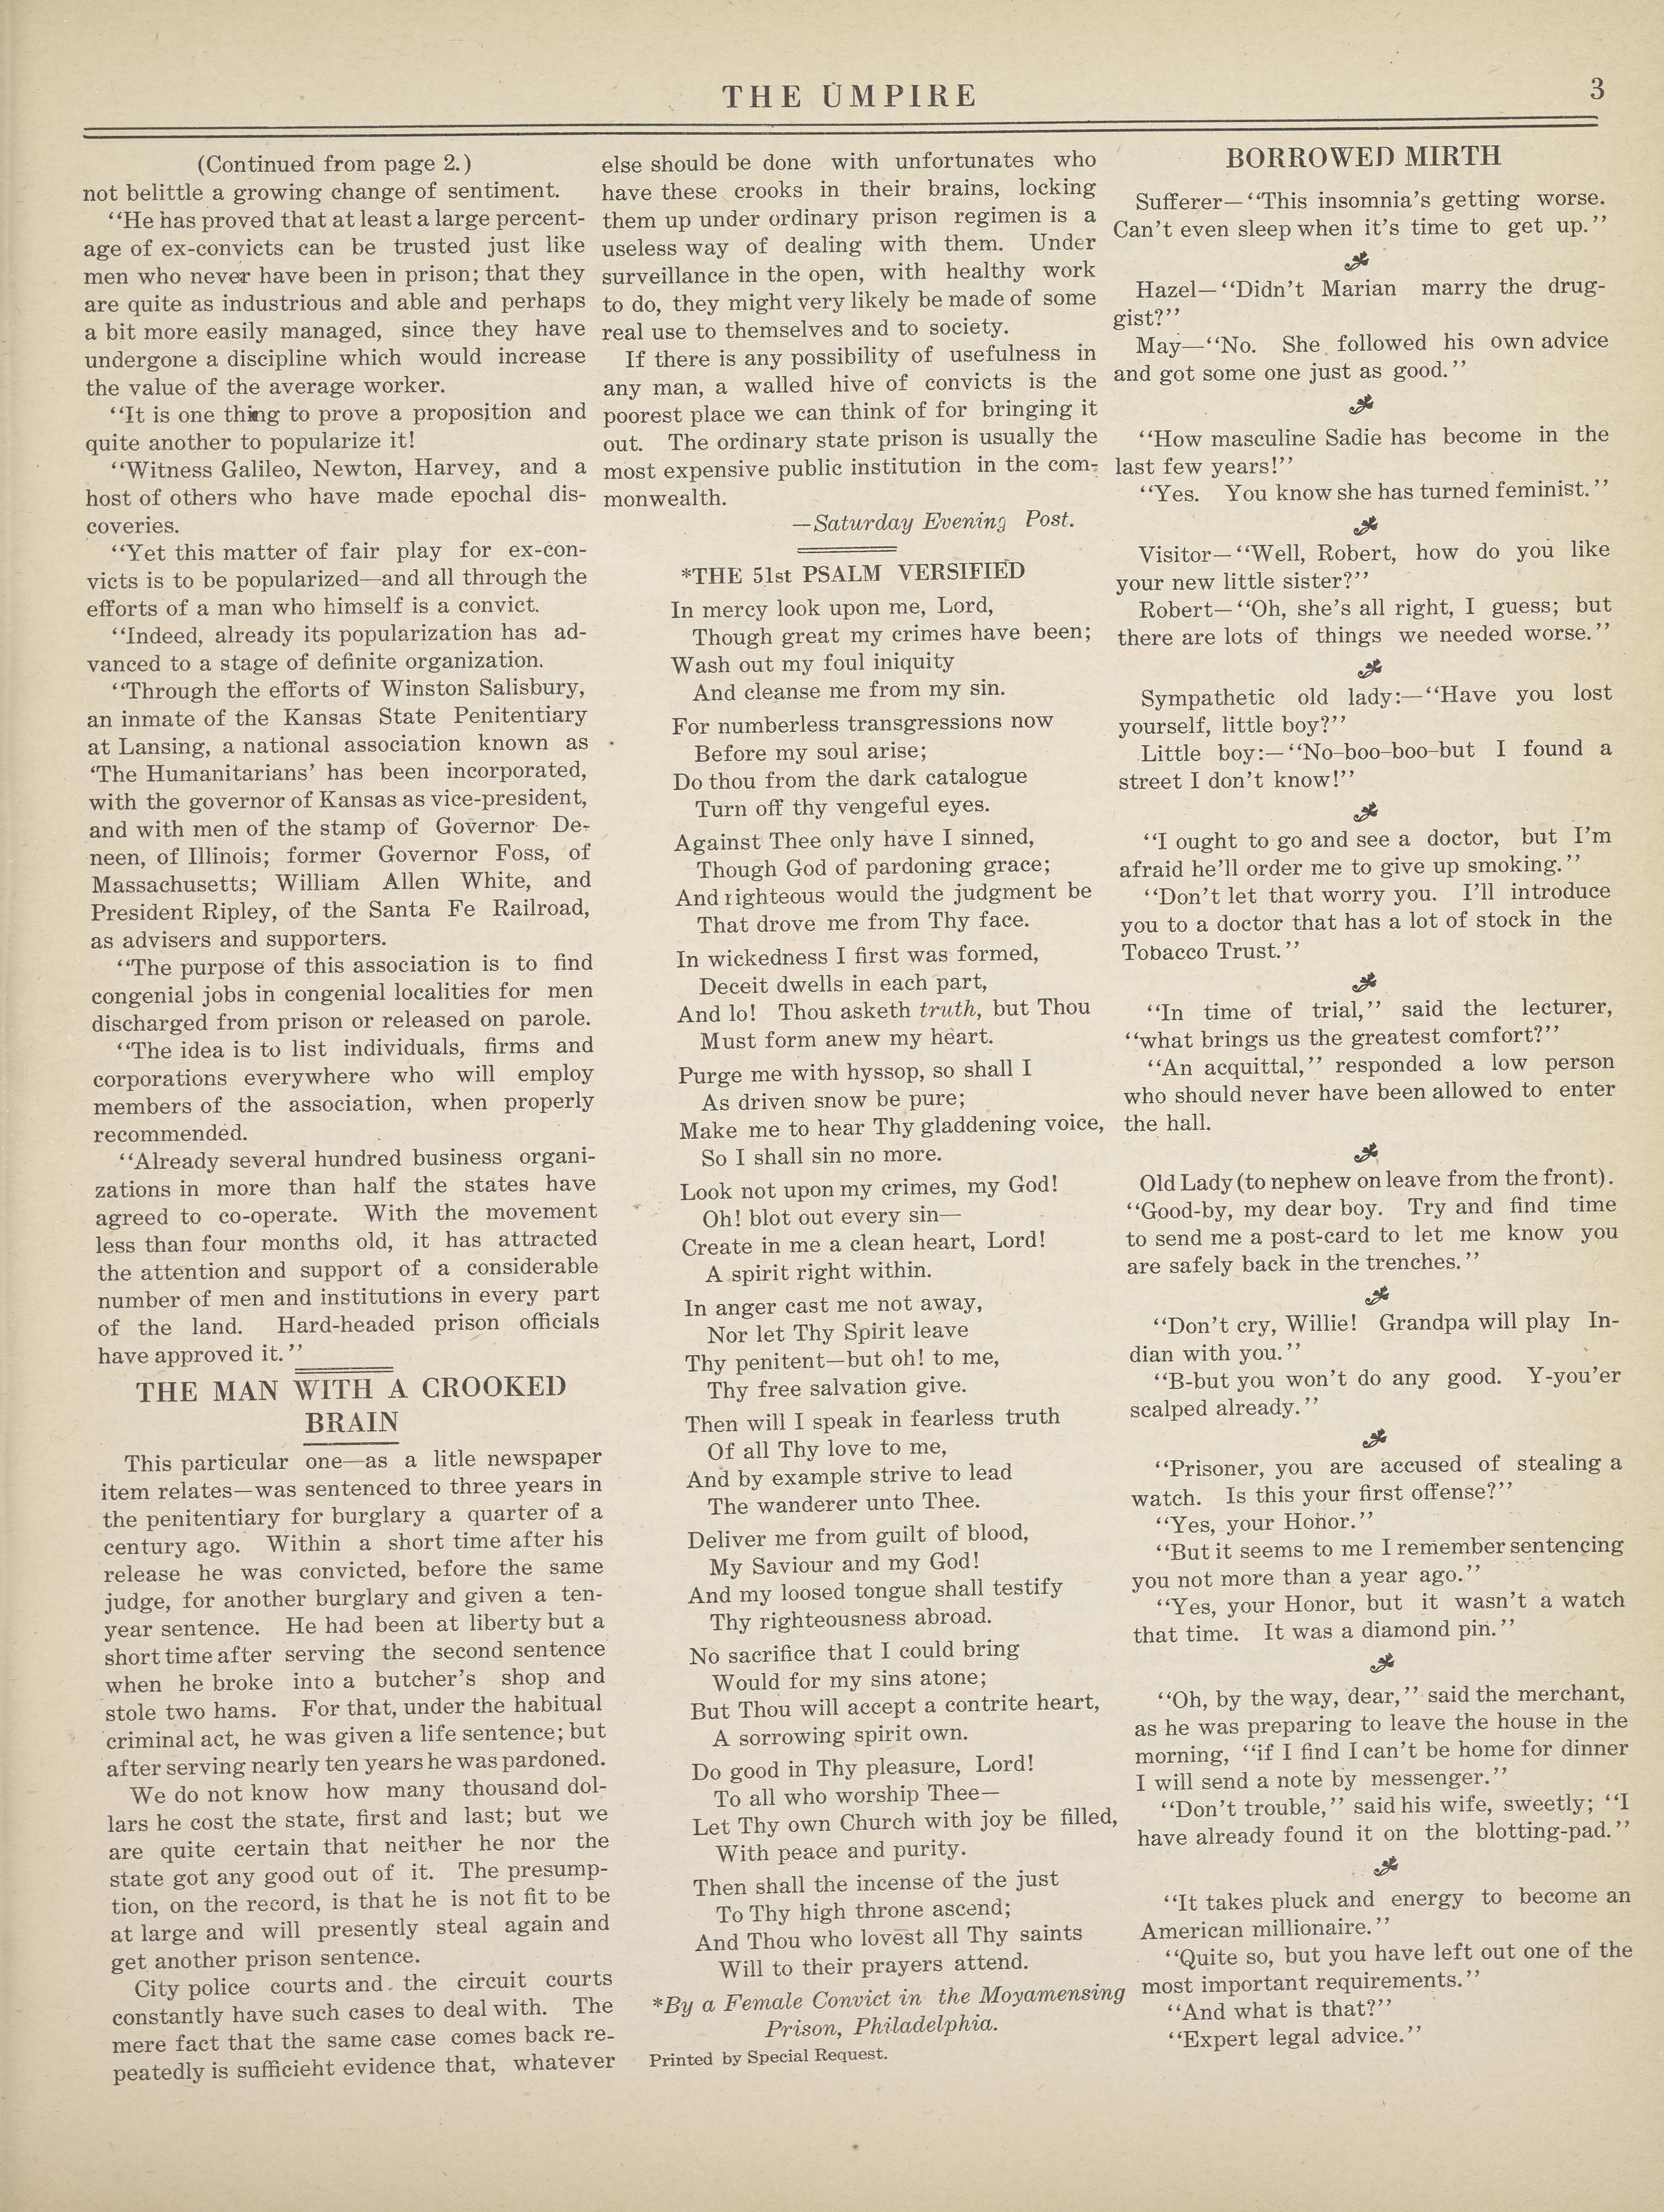 THE UMPIRE
3
(Continued from page 2.)
not belittle a growing change of sentiment.
‘‘He has proved that at least a large percent-
age of ex-convicts can be trusted just like
men who never have been in prison; that they
are quite as industrious and able and perhaps
a bit more easily managed, since they have
undergone a discipline which would increase
the value of the average worker.
‘‘It is one thing to prove a proposition and
quite another to popularize it!
‘‘Witness Galileo, Newton, Harvey, and a
host of others who have made epochal dis-
coveries.
‘‘Yet this matter of fair play for ex-con-
victs is to be popularized—and all through the
efforts of a man who himself is a convict.
‘‘Indeed, already its popularization has ad-
vanced to a stage of definite organization.
‘‘Through the efforts of Winston Salisbury,
an inmate of the Kansas State Penitentiary
at Lansing, a national association known as
‘The Humanitarians’ has been incorporated,
with the governor of Kansas as vice-president,
and with men of the stamp of Governor De-
neen, of Illinois; former Governor Foss, of
Massachusetts; William Allen White, and
President Ripley, of the Santa Fe Railroad,
as advisers and supporters.
‘‘The purpose of this association is to find
congenial jobs in congenial localities for men
discharged from prison or released on parole.
‘‘The idea is to list individuals, firms and
corporations everywhere who will employ
members of the association, when properly
recommended.
‘‘Already several hundred business organi-
zations in more than half the states have
agreed to co-operate. With the movement
less than four months old, it has attracted
the attention and support of a considerable
number of men and institutions in every part
of the land. Hard-headed prison officials
have approved it.’’
THE MAN WITH A CROOKED
BRAIN
This particular one—as a litle newspaper
item relates—was sentenced to three years in
the penitentiary for burglary a quarter of a
century ago. Within a short time after his
release he was convicted, before the same
judge, for another burglary and given a ten-
year sentence. He had been at liberty but a
short time after serving the second sentence
when he broke into a butcher’s shop and
stole two hams. For that, under the habitual
criminal act, he was given a life sentence; but
after serving nearly ten years he was pardoned.
We do not know how many thousand dol-
lars he cost the state, first and last; but we
are quite certain that neither he nor the
state got any good out of it. The presump-
tion, on the record, is that he is not fit to be
at large and will presently steal again and
get another prison sentence.
City police courts and the circuit courts
constantly have such cases to deal with. The
mere fact that the same case comes back re-
peatedly is sufficieht evidence that, whatever
else should be done with unfortunates who
have these crooks in their brains, locking
them up under ordinary prison regimen is a
useless way of dealing with them. Under
surveillance in the open, with healthy work
to do, they might very likely be made of some
real use to themselves and to society.
If there is any possibility of usefulness in
any man, a walled hive of convicts is the
poorest place we can think of for bringing it
out. The ordinary state prison is usually the
most expensive public institution in the com-
monwealth.
—Saturday Evening Post.
*THE 51st PSALM VERSIFIED
In mercy look upon me, Lord,
Though great my crimes have been;
Wash out my foul iniquity
And cleanse me from my sin.
For numberless transgressions now
Before my soul arise;
Do thou from the dark catalogue
Turn off thy vengeful eyes.
Against Thee only have I sinned,
Though God of pardoning grace;
And righteous would the judgment be
That drove me from Thy face.
In wickedness I first was formed,
Deceit dwells in each part,
And lo! Thou asketh truth, but Thou
Must form anew my heart.
Purge me with hyssop, so shall I
As driven snow be pure;
Make me to hear Thy gladdening voice,
So I shall sin no more.
Look not upon my crimes, my God!
Oh! blot out every sin—
Create in me a clean heart, Lord!
A spirit right within.
In anger cast me not away,
Nor let Thy Spirit leave
Thy penitent—but oh! to me,
Thy free salvation give.
Then will I speak in fearless truth
Of all Thy love to me,
And by example strive to lead
The wanderer unto Thee.
Deliver me from guilt of blood,
My Saviour and my God!
And my loosed tongue shall testify
Thy righteousness abroad.
No sacrifice that I could bring
Would for my sins atone;
But Thou will accept a contrite heart,
A sorrowing spirit own.
Do good in Thy pleasure, Lord!
To all who worship Thee—
Let Thy own Church with joy be filled,
With peace and purity.
Then shall the incense of the just
To Thy high throne ascend;
And Thou who lovest all Thy saints
Will to their prayers attend.
*By a Female Convict in the Moyamensing
Prison, Philadelphia.
Printed by Special Request.
BORROWED MIRTH
Sufferer—‘‘This insomnia’s getting worse.
Can’t even sleep when it’s time to get up.’’
Hazel—‘‘Didn’t Marian marry the drug-
gist?’’
May—‘‘No. She followed his own advice
and got some one just as good.’’
‘‘How masculine Sadie has become in the
last few years!’’
‘‘Yes. You know she has turned feminist.’’
Visitor—‘‘Well, Robert, how do you like
your new little sister?’’
Robert—‘‘Oh, she’s all right, I guess; but
there are lots of things we needed worse.’’
Sympathetic old lady:—‘‘Have you lost
yourself, little boy?’’
Little boy:—‘‘No-boo-boo-but I found a
street I don’t know!’’
‘‘I ought to go and see a doctor, but I’m
afraid he’ll order me to give up smoking.’’
‘‘Don’t let that worry you. I’ll introduce
you to a doctor that has a lot of stock in the
Tobacco Trust.’’
‘‘In time of trial,’’ said the lecturer,
‘‘what brings us the greatest comfort?’’
‘‘An acquittal,’’ responded a low person
who should never have been allowed to enter
the hall.
Old Lady (to nephew on leave from the front).
‘‘Good-by, my dear boy. Try and find time
to send me a post-card to let me know you
are safely back in the trenches.’’
‘‘Don’t cry, Willie! Grandpa will play In-
dian with you.’’
‘‘B-but you won’t do any good. Y-you’er
scalped already.’’
‘‘Prisoner, you are accused of stealing a
watch. Is this your first offense?’’
‘‘Yes, your Honor.’’
‘‘But it seems to me I remember sentencing
you not more than a year ago.’’
‘‘Yes, your Honor, but it wasn’t a watch
that time. It was a diamond pin.’’
‘‘Oh, by the way, dear,’’ said the merchant,
as he was preparing to leave the house in the
morning, ‘‘if I find I can’t be home for dinner
I will send a note by messenger.’’
‘‘Don’t trouble,’’ said his wife, sweetly; ‘‘I
have already found it on the blotting-pad.’’
‘‘It takes pluck and energy to become an
American millionaire.’’
‘‘Quite so, but you have left out one of the
most important requirements.’’
‘‘And what is that?’’
‘‘Expert legal advice.’’